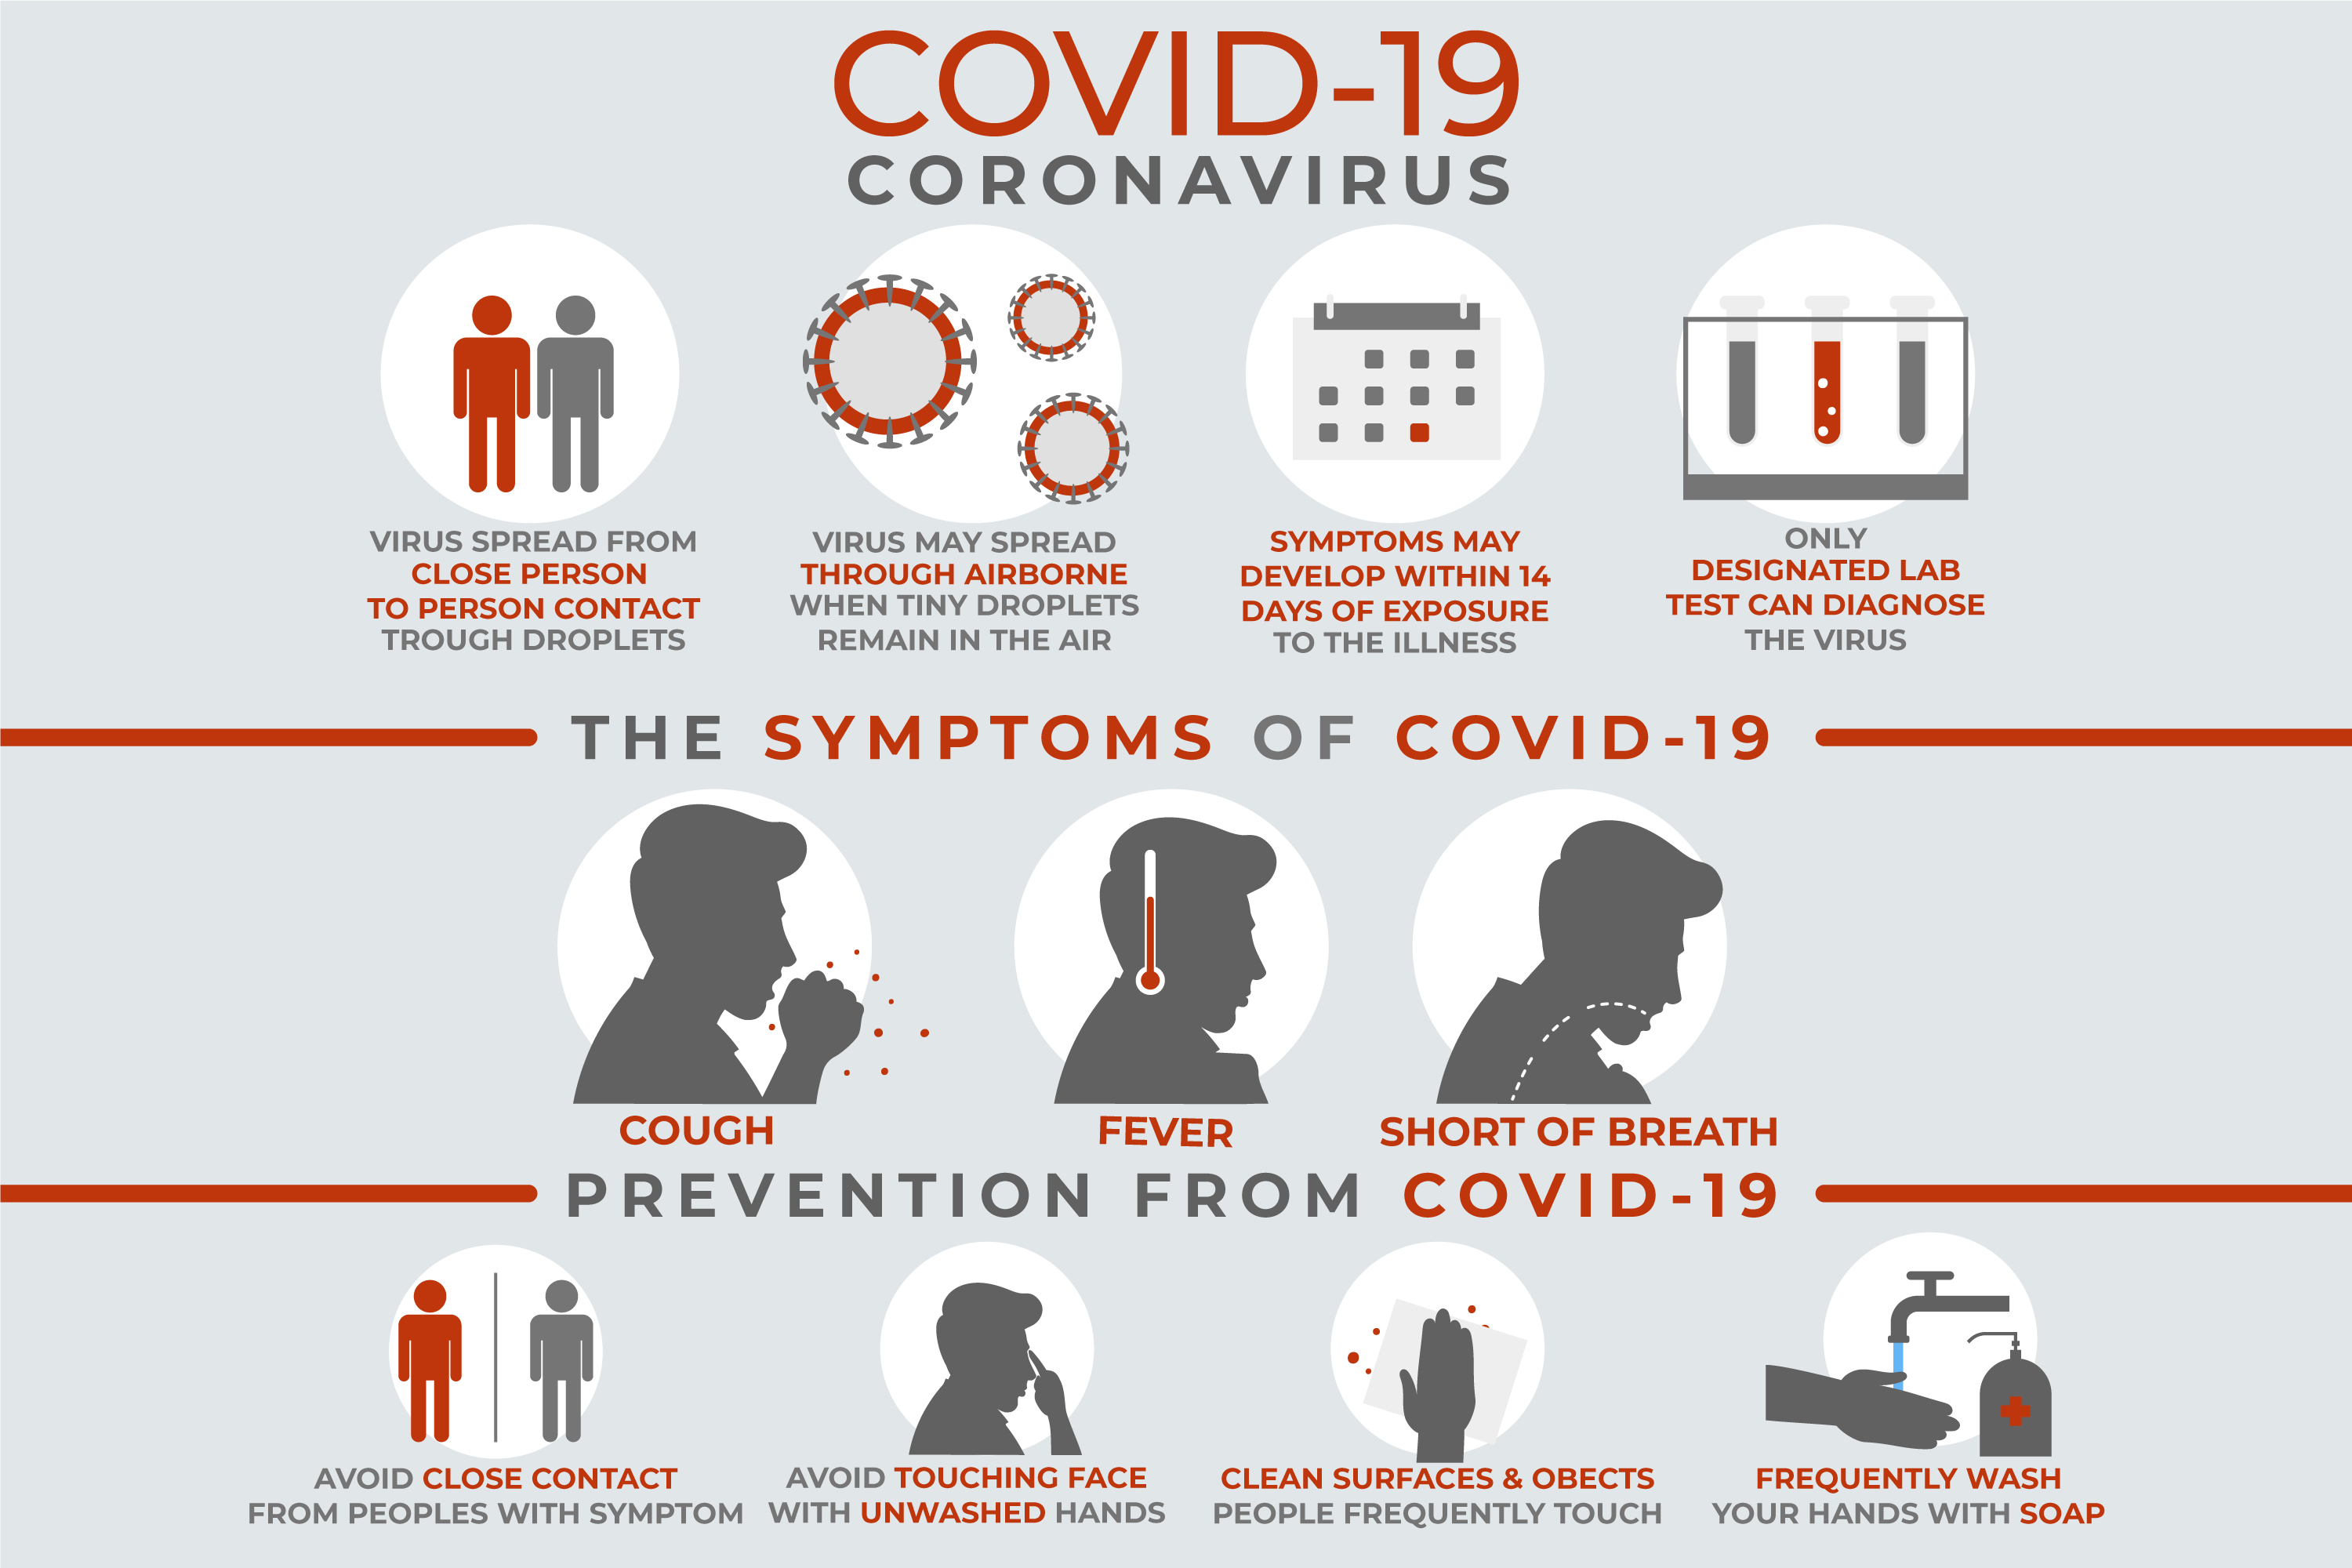 COVID-19
CORONAVIRUS
VIRUS SPREAD FROM
CLOSE PERSON
TO PERSON CONTACT
TROUGH DROPLETS
VIRUS MAY SPREAD
THROUGH AIRBORNE
WHEN TINY DROPLETS
REMAIN IN THE AIR
SYMPTOMS MAY
DEVELOP WITHIN 14
DAYS OF EXPOSURE
TO THE ILLNESS
ONLY
DESIGNATED LAB
TEST CAN DIAGNOSE
THE VIRUS
THE SYMPTOMS OF COVID-19
COUGH
FEVER
SHORT OF BREATH
PREVENTION FROM COVID-19
AVOID CLOSE CONTACT
FROM PEOPLES WITH SYMPTOM
AVOID TOUCHING FACE
WITH UNWASHED HANDS
CLEAN SURFACES & OBECTS
PEOPLE FREQUENTLY TOUCH
FREQUENTLY WASH
YOUR HANDS WITH SOAP